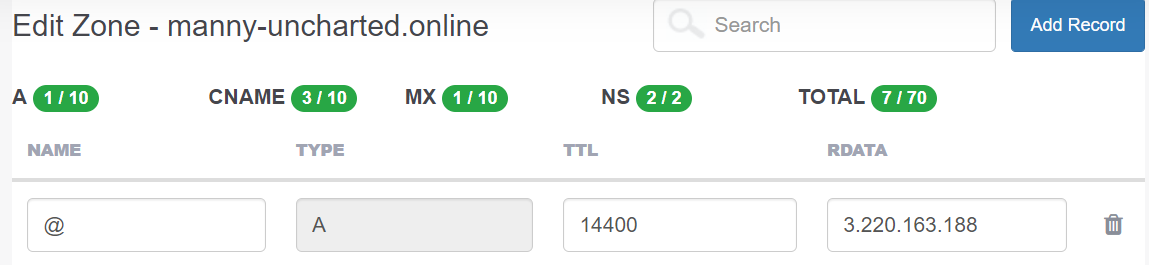 Edit Zone - manny-uncharted.online
Search
Add Record
A 1 / 10 CNAME 3 / 10 MX 1 / 10 NS 2 / 2 TOTAL 7 / 70
NAME TYPE TTL RDATA
@ A 14400 3.220.163.188